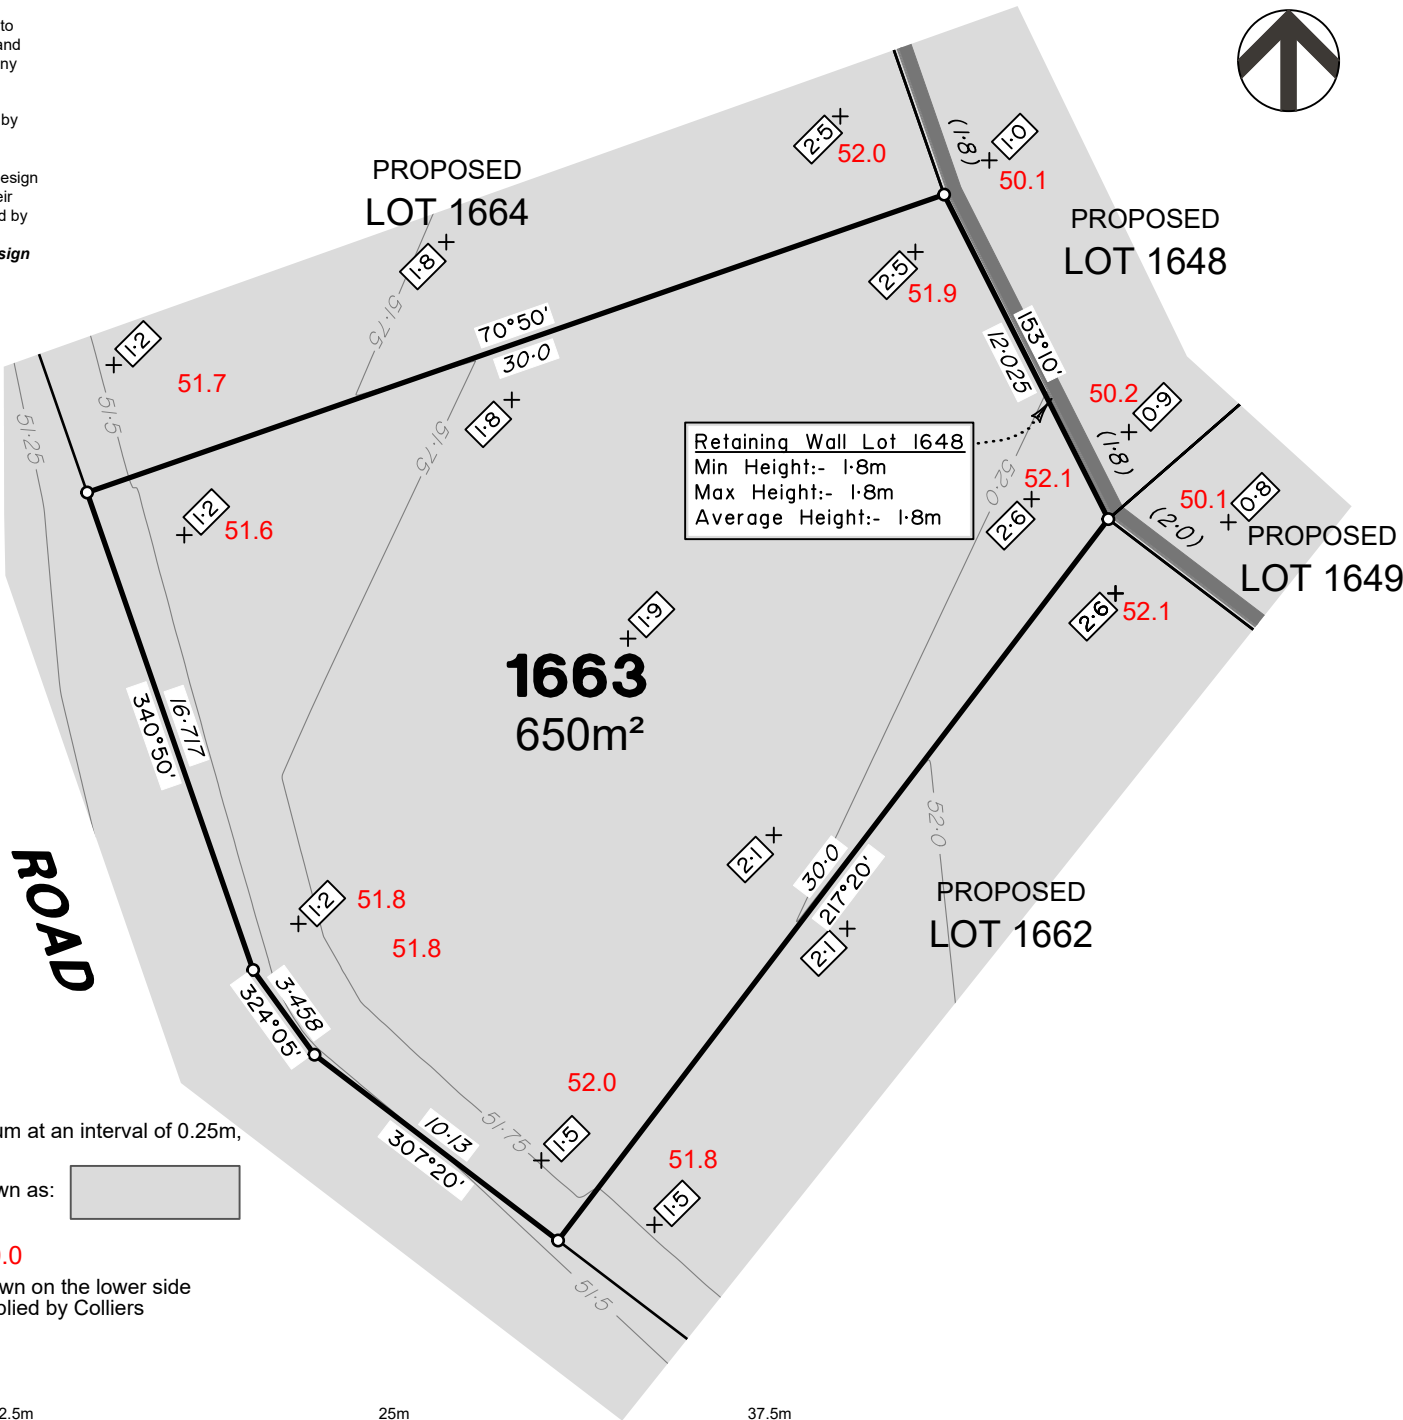 to
and
ny
by
esign
eir
d by
sign
PROPOSED
LOT 1664
2·5
52.0
(1·8)
1·0
50.1
PROPOSED
LOT 1648
1·8
51·75
2·5
51.9
70°50'
30·0
153°10'
12·025
1·2
51.7
51·5
51·25
1·8
51·75
50.2
0·9
(1·8)
Retaining Wall Lot 1648
Min Height:- 1·8m
Max Height:- 1·8m
Average Height:- 1·8m
52·0
52.1
2·6
50.1
0·8
(2·0)
PROPOSED
LOT 1649
1·2
51.6
2·6
52.1
1·9
1663
650m²
340°50'
16·717
52·0
2·1
30·0
217°20'
PROPOSED
LOT 1662
2·1
ROAD
1·2
51.8
51.8
3·458
324°05'
52.0
10·13
307°20'
51·75
1·5
51.8
1·5
51·5
um at an interval of 0.25m,
wn as:
.0
wn on the lower side
plied by Colliers
2.5m
25m
37.5m